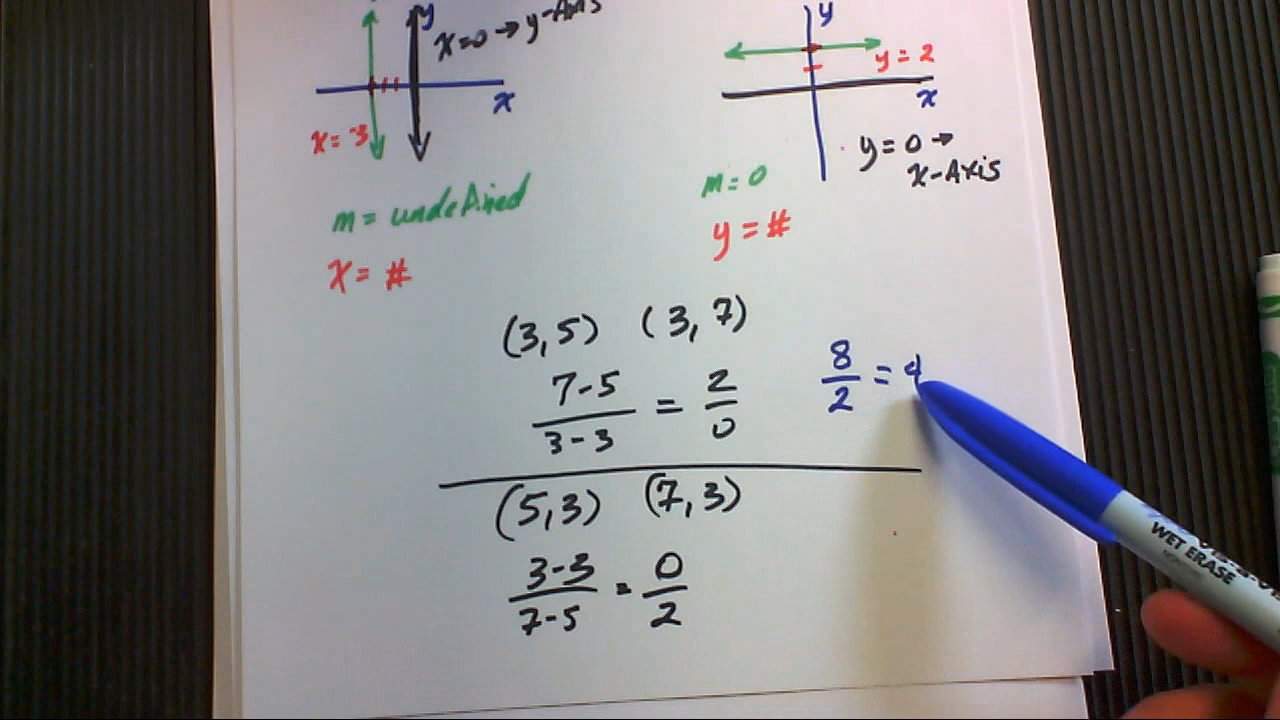 y
x=0→y-Axis
x
x=-3
m= undefined
x= #
y
y=2
x
y=0→
x-Axis
m=0
y=#
(3,5) (3,7)
7-5
3-3
=
2
0
8
2
= 4
(5,3) (7,3)
3-3
7-5
=
0
2
WET ERASE